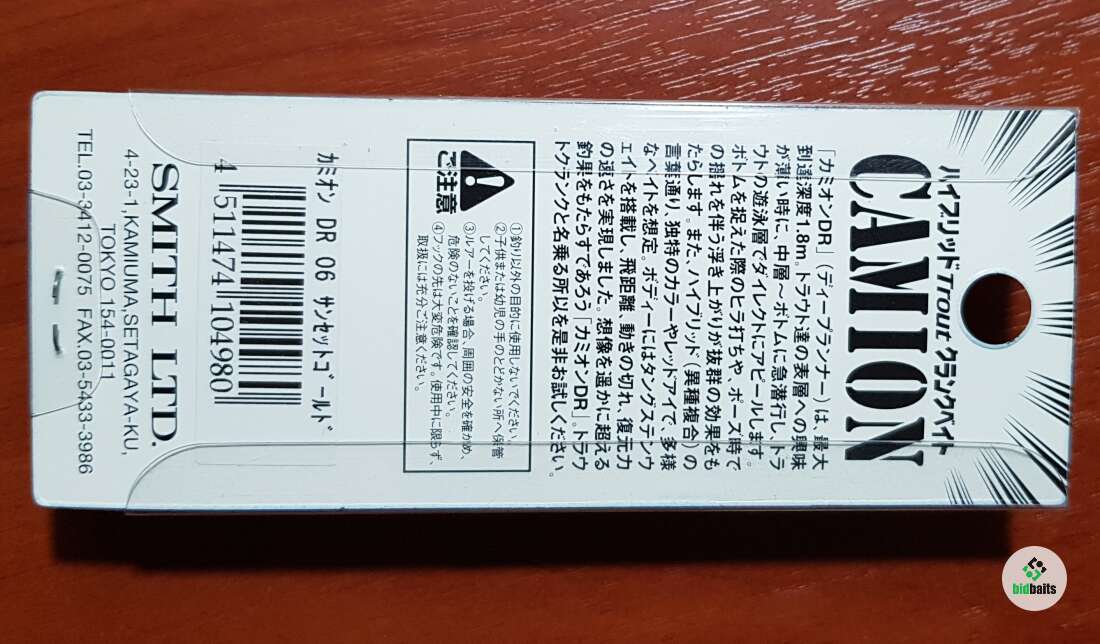 ハイブリッドTroutクランクベイト
CAMION
「カミオンDR」(ディープランナー)は、最大
到達深度1.8m。トラウト達の表層への興味
が薄い時に、中層～ボトムに急潜行し、トラ
ウトの遊泳層でダイレクトにアピールします。
ボトムを捉えた際のヒラ打ちや、ポーズ時で
の揺れを伴う浮き上がりが抜群の効果をも
たらします。また、ハイブリッド(異種複合)の
言葉通り、独特のカラーやレッドアイで、多様
なベイトを想定。ボディーにはタングステンウ
ェイトを搭載し、飛距離、動きの切れ、復元力
の速さを実現しました。想像を遥かに超える
釣果をもたらすであろう「カミオンDR」。トラウ
トクランクと名乗る所以を是非お試しください。
ご注意
①釣り以外の目的に使用しないでください。
②子供または幼児の手のとどかない所へ保管
してください。
③ルアーを投げる場合、周囲の安全を確かめ、
危険のないことを確認してください。
④フックの先は大変危険です。使用中に限らず、
取扱には充分ご注意ください。
カミオン DR 06 サンセットゴールド
4 511474 104980
SMITH LTD.
4-23-1,KAMIUMA,SETAGAYA-KU,
TOKYO 154-0011
TEL.03-3412-0075 FAX.03-5433-3986
bidbaits